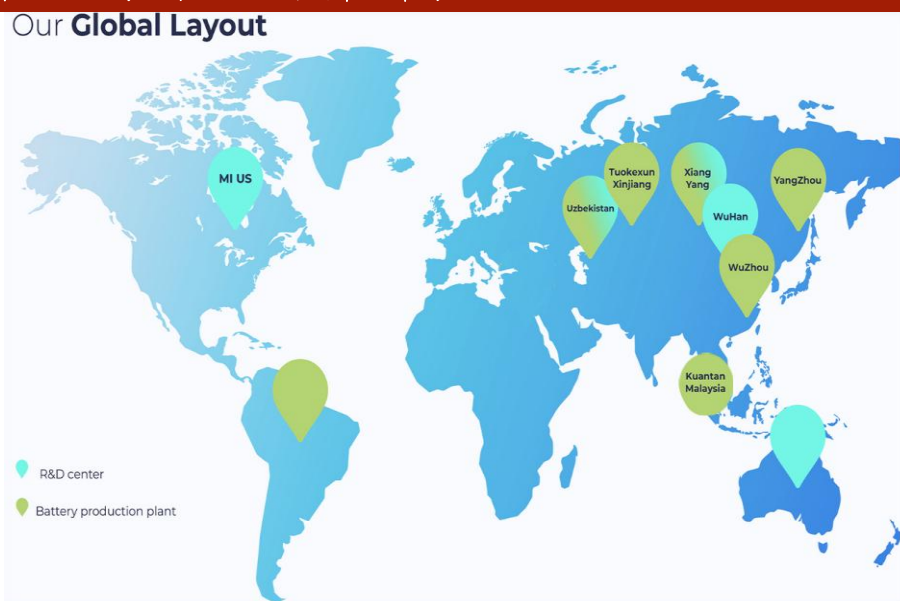 Our Global Layout
MI US
Tuokexun
Xinjiang
Xiang
Yang
YangZhou
Uzbekistan
WuHan
WuZhou
Kuantan
Malaysia
R&D center
Battery production plant